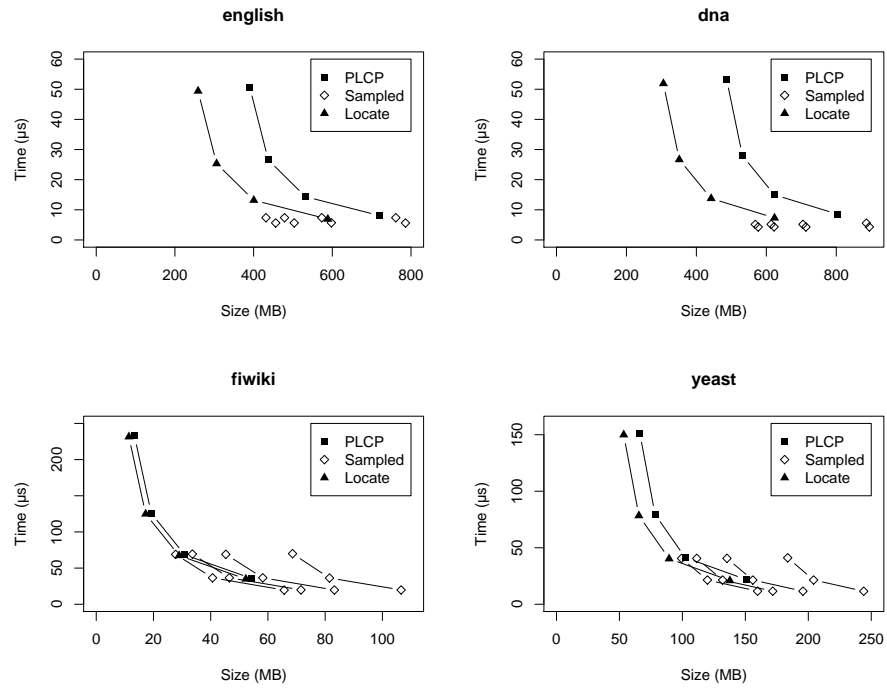 english
60
50
40
30
20
10
0
Time (µs)
0 200 400 600 800
Size (MB)
PLCP
Sampled
Locate
dna
60
50
40
30
20
10
0
Time (µs)
0 200 400 600 800
Size (MB)
PLCP
Sampled
Locate
fiwiki
200
100
50
0
Time (µs)
0 20 40 60 80 100
Size (MB)
PLCP
Sampled
Locate
yeast
150
100
50
0
Time (µs)
0 50 100 150 200 250
Size (MB)
PLCP
Sampled
Locate